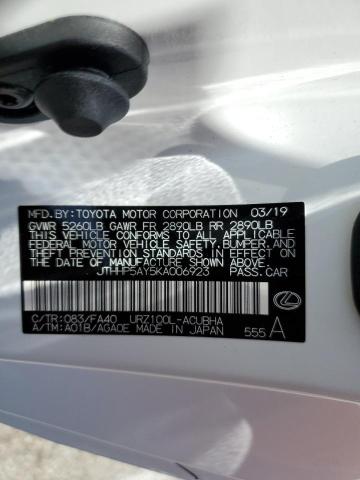 MFD.BY: TOYOTA MOTOR CORPORATION 03/19
GVWR 5260LB GAWR FR 2890LB RR 2890LB
THIS VEHICLE CONFORMS TO ALL APPLICABLE
FEDERAL MOTOR VEHICLE SAFETY, BUMPER, AND
THEFT PREVENTION STANDARDS IN EFFECT ON
THE DATE OF MANUFACTURE SHOWN ABOVE.
JTHHP5AY5KA006923 PASS.CAR
C/TR:083/FA40 URZ100L-ACUBHA
A/TM:A01B/AGA0E MADE IN JAPAN 555 A